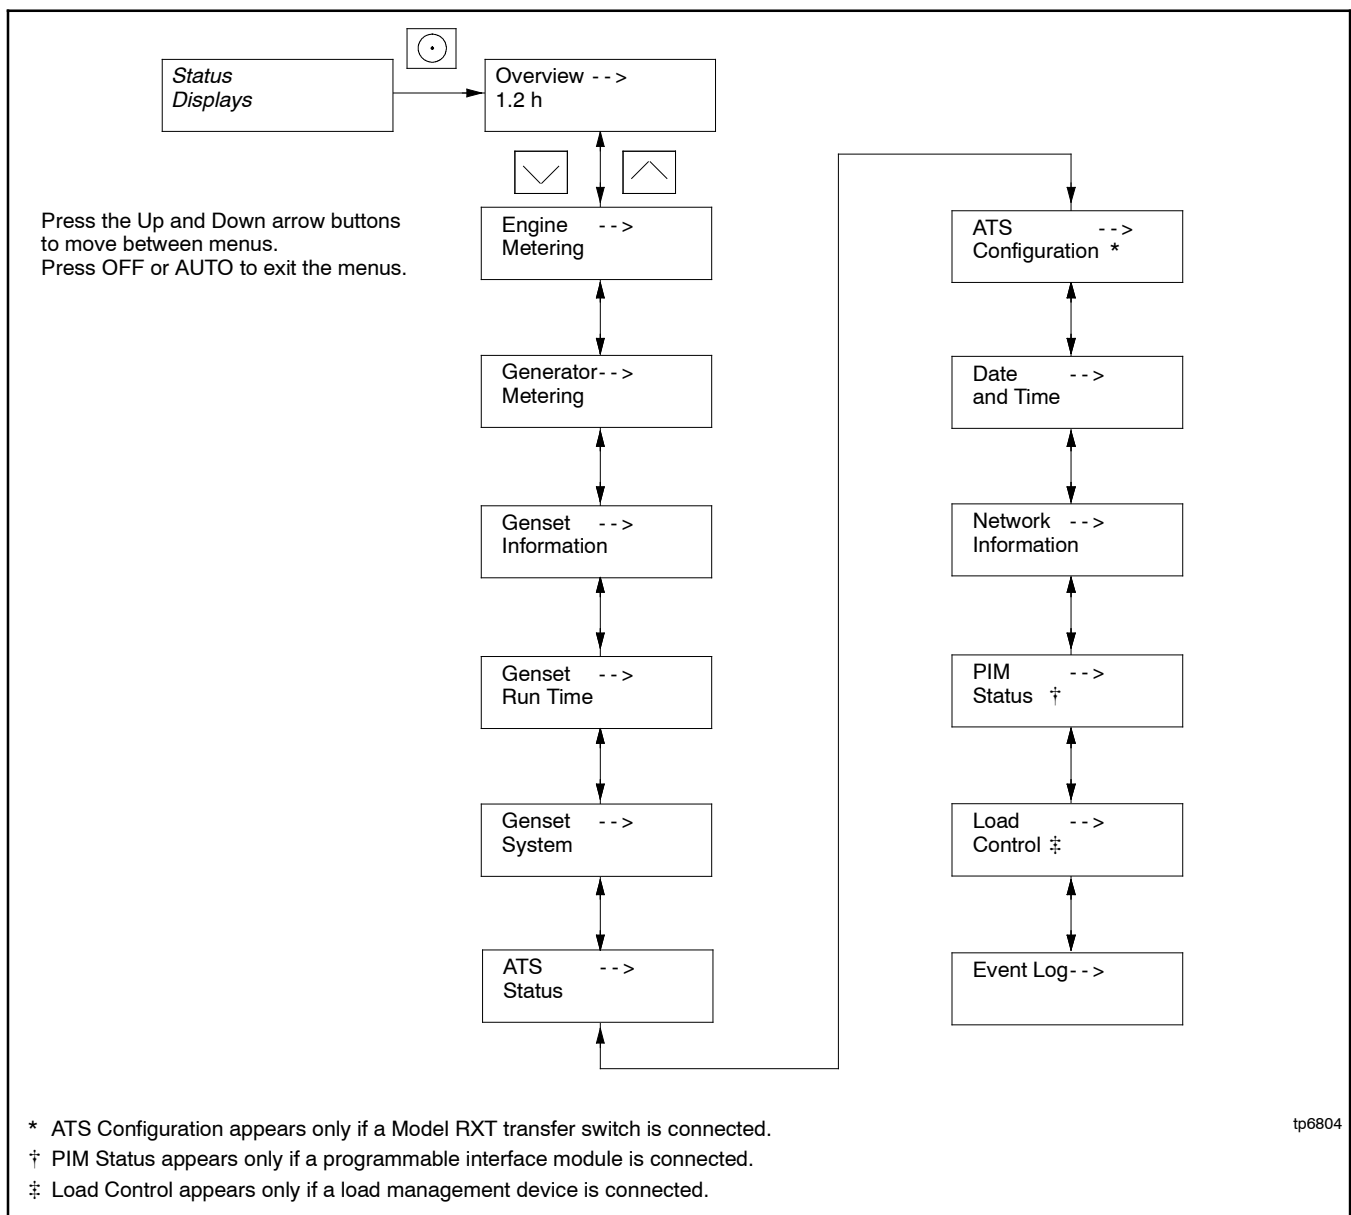 Status
Displays
Overview -->
1.2 h
Press the Up and Down arrow buttons
to move between menus.
Press OFF or AUTO to exit the menus.
Engine -->
Metering
Generator-->
Metering
Genset -->
Information
Genset -->
Run Time
Genset -->
System
ATS -->
Status
ATS -->
Configuration *
Date -->
and Time
Network -->
Information
PIM -->
Status †
Load -->
Control ‡
Event Log-->
* ATS Configuration appears only if a Model RXT transfer switch is connected.
† PIM Status appears only if a programmable interface module is connected.
‡ Load Control appears only if a load management device is connected.
tp6804